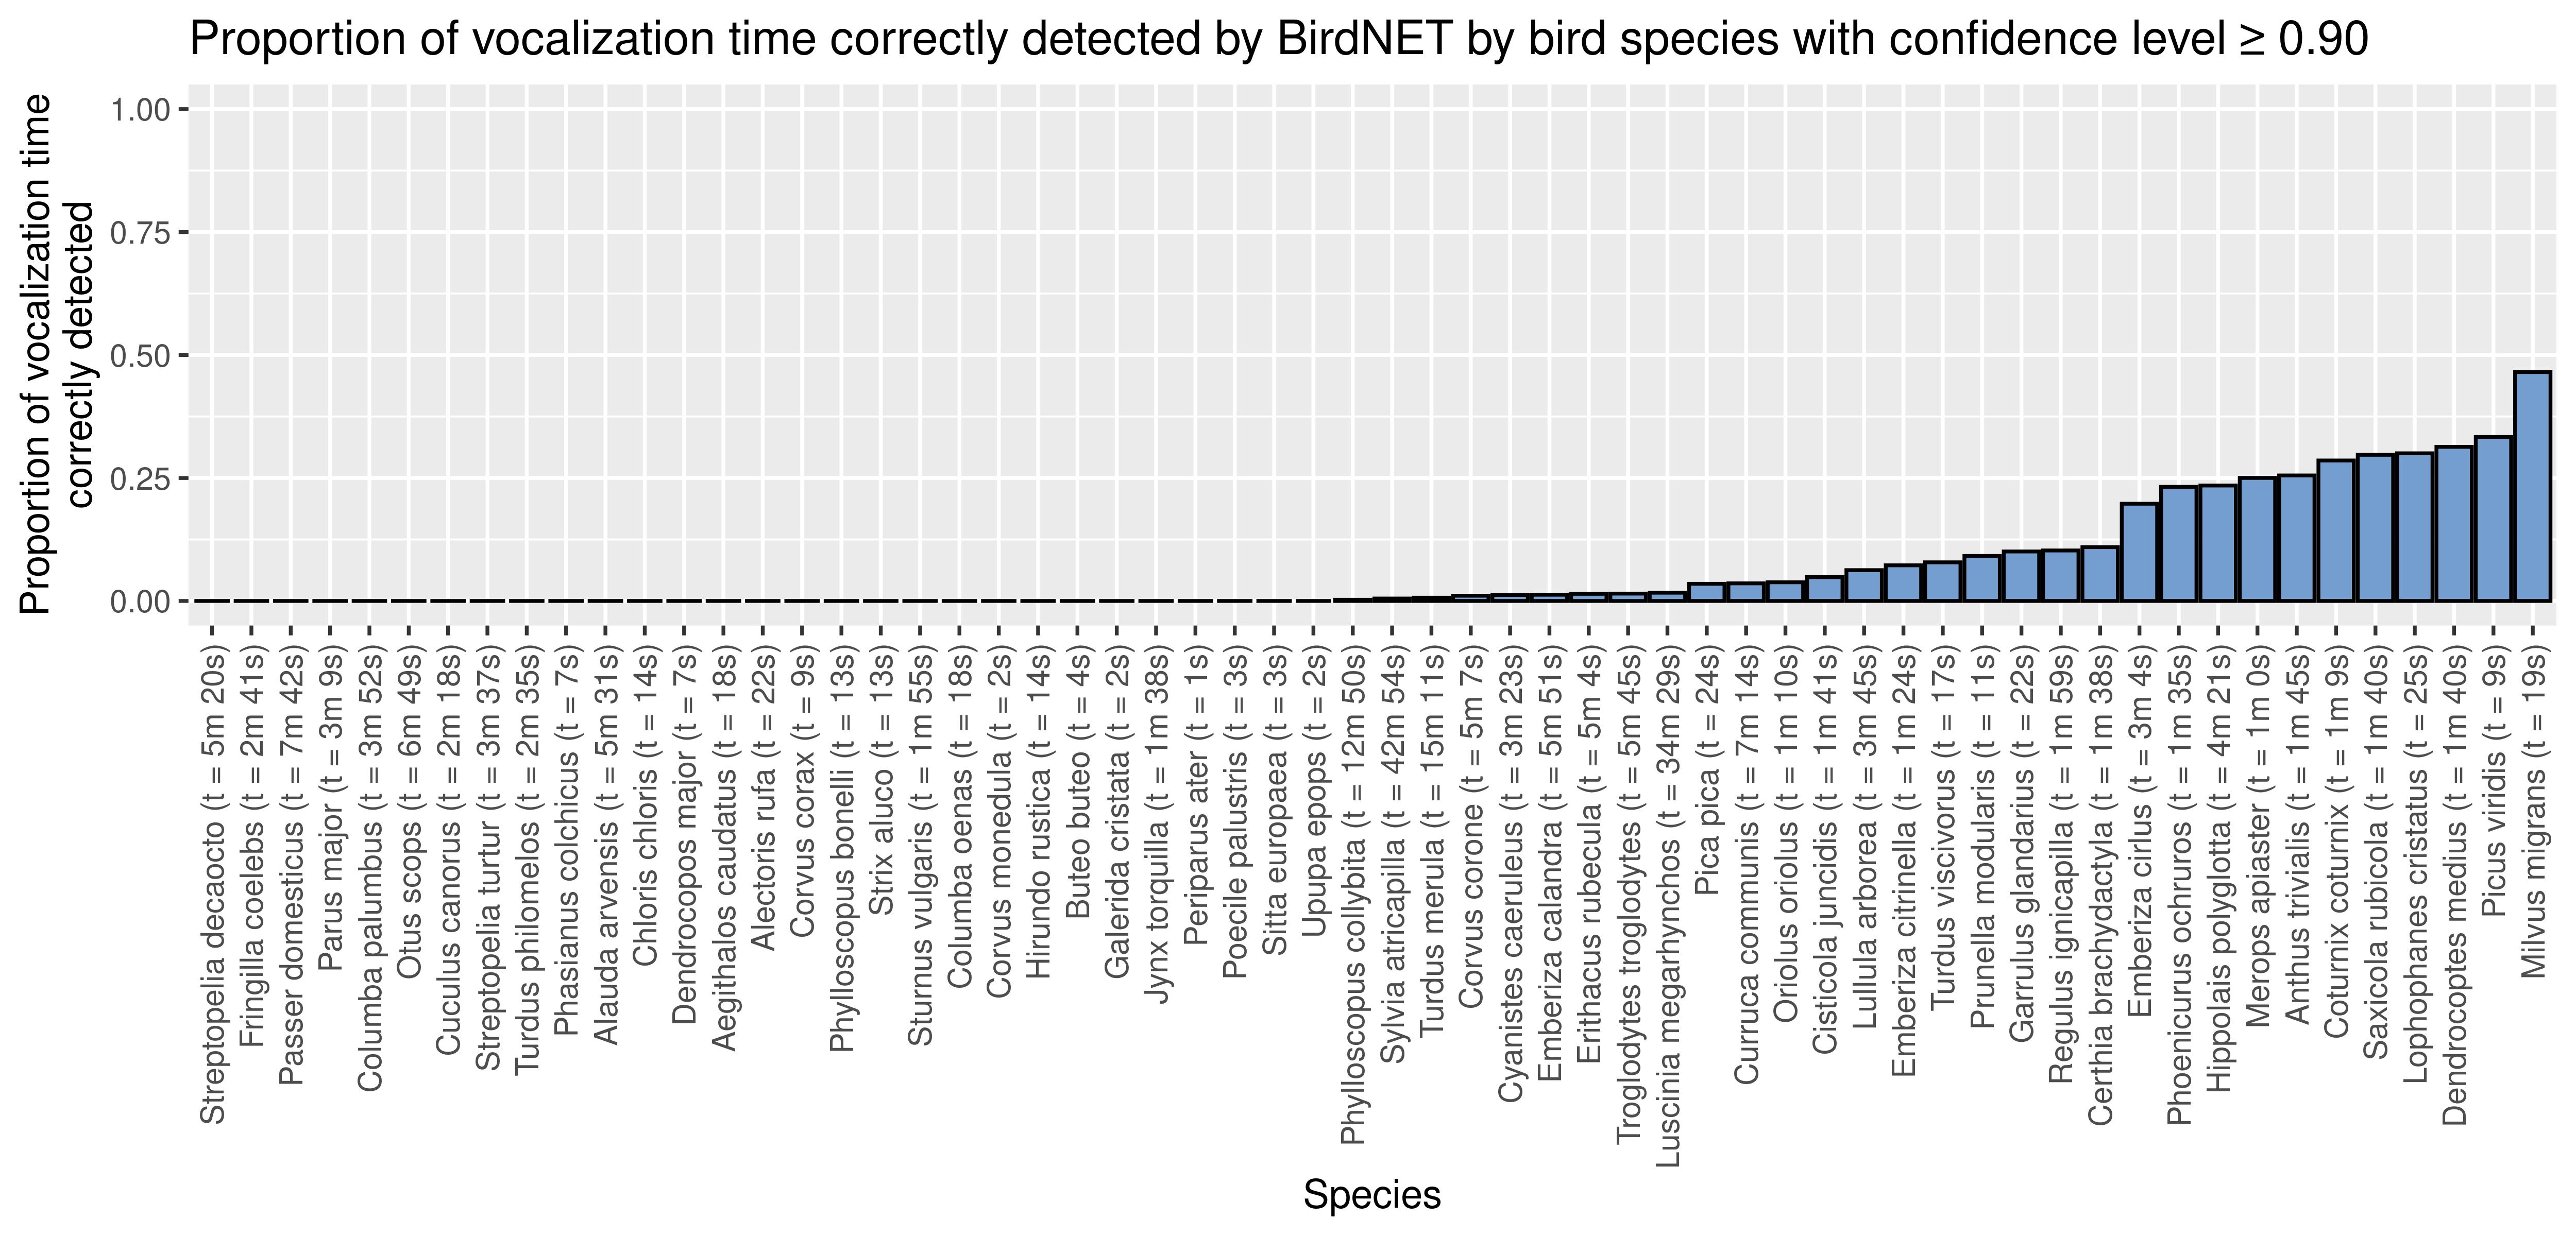 Proportion of vocalization time correctly detected by BirdNET by bird species with confidence level ≥ 0.90
Proportion of vocalization time
correctly detected
1.00
0.75
0.50
0.25
0.00
Streptopelia decaocto (t = 5m 20s)
Fringilla coelebs (t = 2m 41s)
Passer domesticus (t = 7m 42s)
Parus major (t = 3m 9s)
Columba palumbus (t = 3m 52s)
Otus scops (t = 6m 49s)
Cuculus canorus (t = 2m 18s)
Streptopelia turtur (t = 3m 37s)
Turdus philomelos (t = 2m 35s)
Phasianus colchicus (t = 7s)
Alauda arvensis (t = 5m 31s)
Chloris chloris (t = 14s)
Dendrocopos major (t = 7s)
Aegithalos caudatus (t = 18s)
Alectoris rufa (t = 22s)
Corvus corax (t = 9s)
Phylloscopus bonelli (t = 13s)
Strix aluco (t = 13s)
Sturnus vulgaris (t = 1m 55s)
Columba oenas (t = 18s)
Corvus monedula (t = 2s)
Hirundo rustica (t = 14s)
Buteo buteo (t = 4s)
Galerida cristata (t = 2s)
Jynx torquilla (t = 1m 38s)
Periparus ater (t = 1s)
Poecile palustris (t = 3s)
Sitta europaea (t = 3s)
Upupa epops (t = 2s)
Phylloscopus collybita (t = 12m 50s)
Sylvia atricapilla (t = 42m 54s)
Turdus merula (t = 15m 11s)
Corvus corone (t = 5m 7s)
Cyanistes caeruleus (t = 3m 23s)
Emberiza calandra (t = 5m 51s)
Erithacus rubecula (t = 5m 4s)
Troglodytes troglodytes (t = 5m 45s)
Luscinia megarhynchos (t = 34m 29s)
Pica pica (t = 24s)
Curruca communis (t = 7m 14s)
Oriolus oriolus (t = 1m 10s)
Cisticola juncidis (t = 1m 41s)
Lullula arborea (t = 3m 45s)
Emberiza citrinella (t = 1m 24s)
Turdus viscivorus (t = 17s)
Prunella modularis (t = 11s)
Garrulus glandarius (t = 22s)
Regulus ignicapilla (t = 1m 59s)
Certhia brachydactyla (t = 1m 38s)
Emberiza cirlus (t = 3m 4s)
Phoenicurus ochruros (t = 1m 35s)
Hippolais polyglotta (t = 4m 21s)
Merops apiaster (t = 1m 0s)
Anthus trivialis (t = 1m 45s)
Coturnix coturnix (t = 1m 9s)
Saxicola rubicola (t = 1m 40s)
Lophophanes cristatus (t = 25s)
Dendrocoptes medius (t = 1m 40s)
Picus viridis (t = 9s)
Milvus migrans (t = 19s)
Species